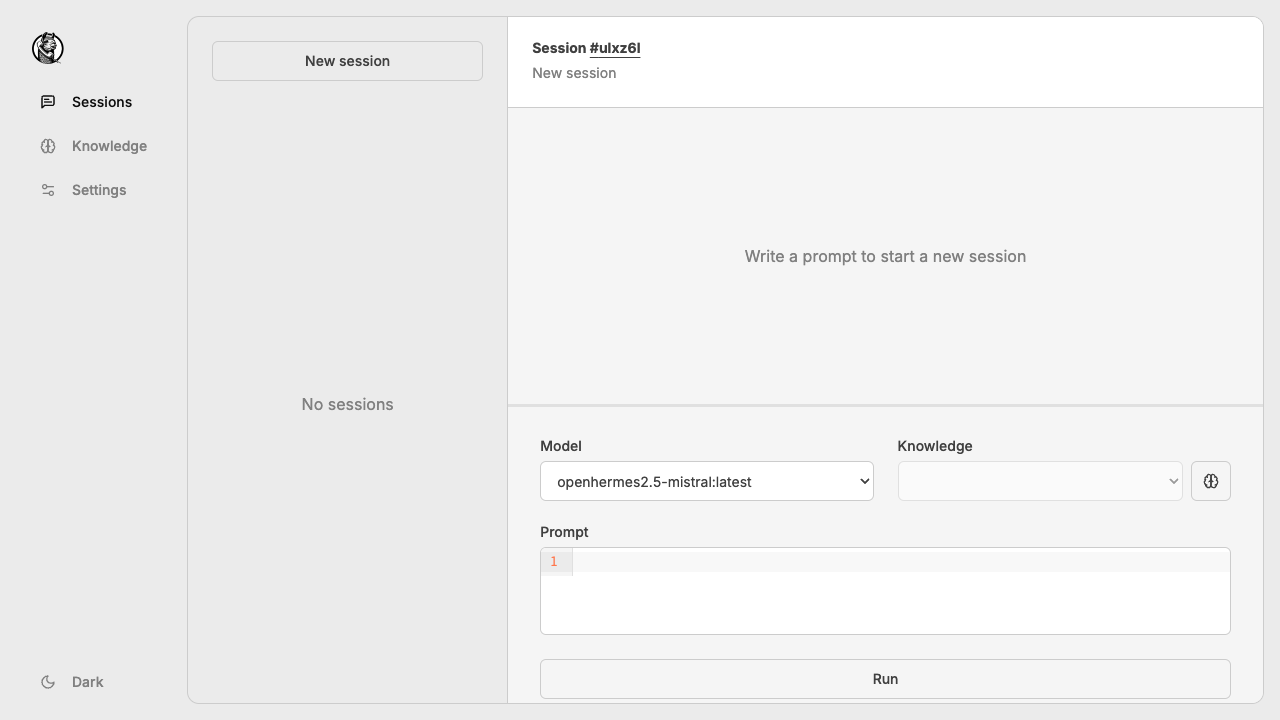 Sessions
Knowledge
Settings
Dark
New session
No sessions
Session #ulxz6l
New session
Write a prompt to start a new session
Model
openhermes2.5-mistral:latest
Knowledge
Prompt
1
Run